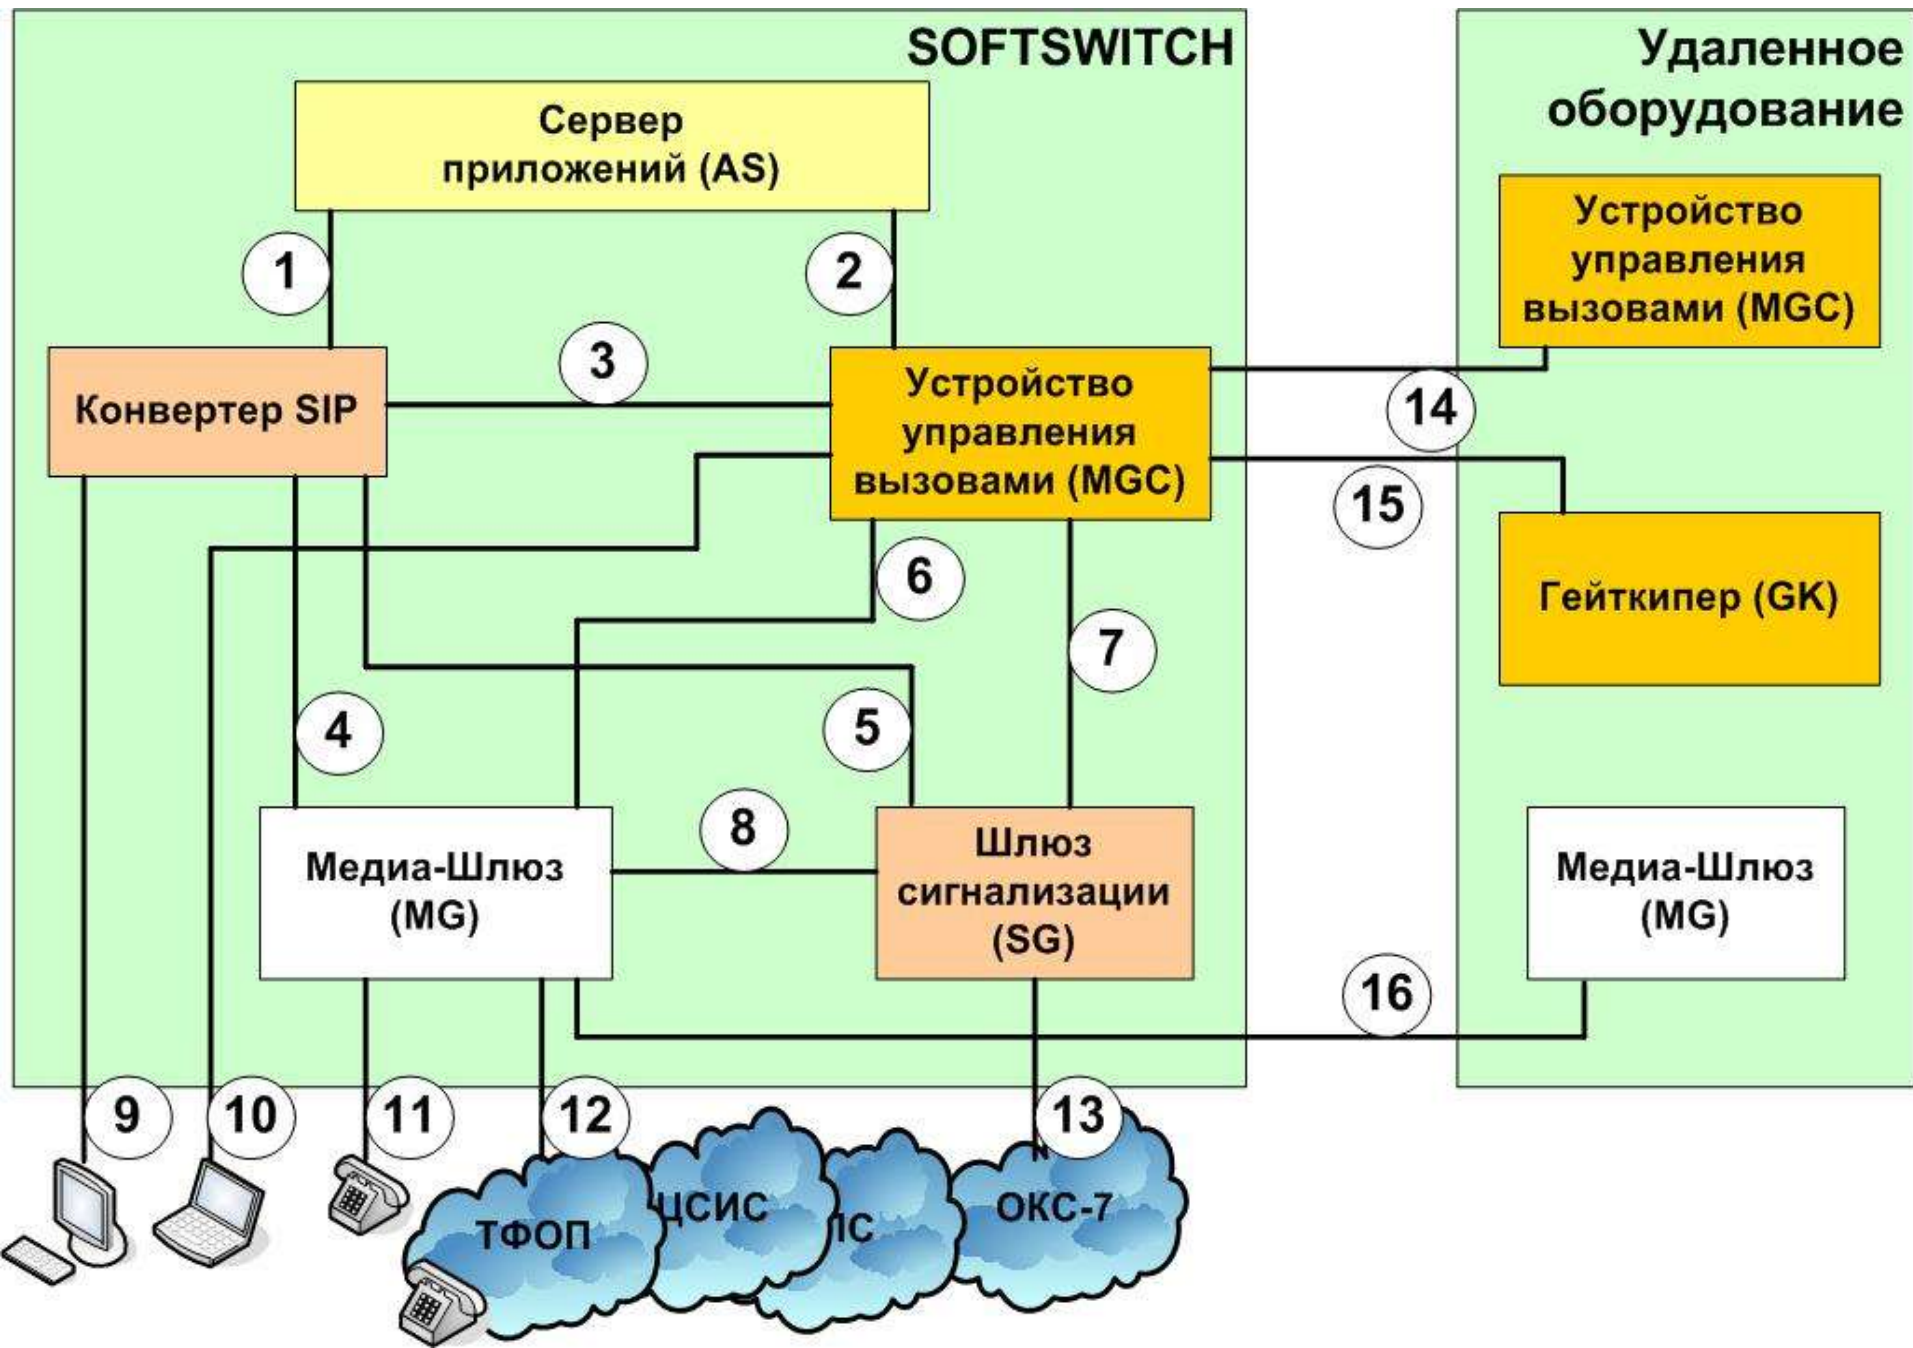 SOFTSWITCH
Удаленное
оборудование
Сервер
приложений (AS)
Устройство
управления
вызовами (MGC)
1
2
3
Конвертер SIP
Устройство
управления
вызовами (MGC)
14
15
6
Гейткипер (GK)
7
4
5
8
Медиа-Шлюз
(MG)
Шлюз
сигнализации
(SG)
Медиа-Шлюз
(MG)
16
9
10
11
12
13
ТФОП
ЦСИС
ОКС-7